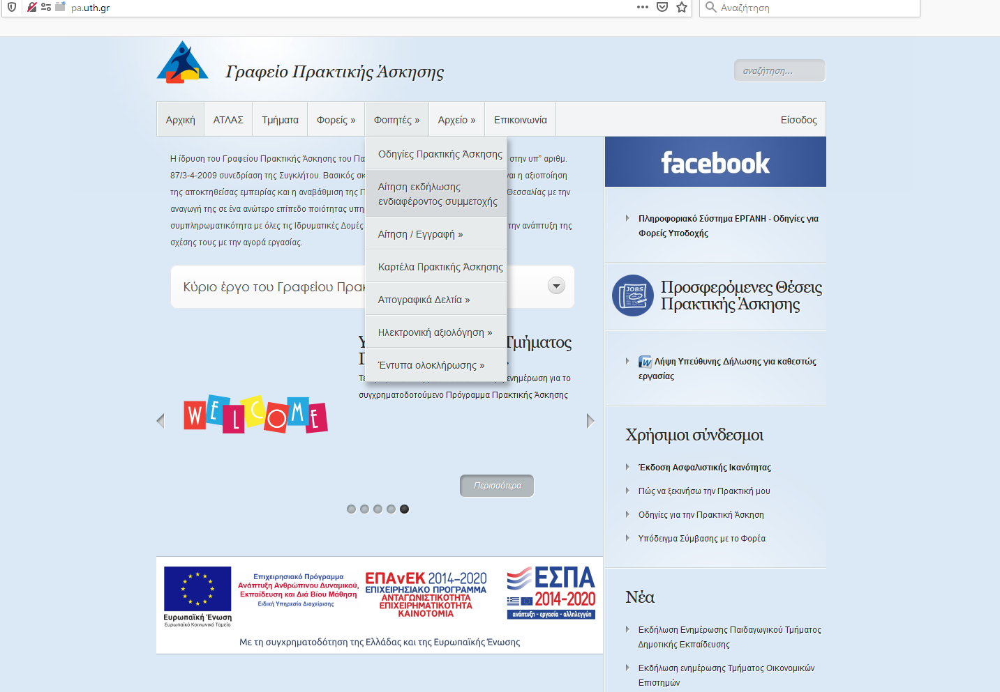 pa.uth.gr
Αναζήτηση
Γραφείο Πρακτικής Άσκησης
αναζήτηση...
Αρχική ΑΤΛΑΣ Τμήματα Φορείς » Φοιτητές » Αρχείο » Επικοινωνία Είσοδος
Οδηγίες Πρακτικής Άσκησης
Αίτηση εκδήλωσης
ενδιαφέροντος συμμετοχής
Αίτηση / Εγγραφή »
Καρτέλα Πρακτικής Άσκησης
Απογραφικά Δελτία »
Ηλεκτρονική αξιολόγηση »
Έντυπα ολοκλήρωσης »
Η ίδρυση του Γραφείου Πρακτικής Άσκησης του στην υπ'' αριθμ.
87/3-4-2009 συνεδρίαση της Συγκλήτου. Βασικός η αξιοποίηση
της αποκτηθείσας εμπειρίας και η αναβάθμιση της Θεσσαλίας με την
αναγωγή της σε ένα ανώτερο επίπεδο ποιότητας
συμπληρωματικότητα με όλες τις Ιδρυματικές Δομές την ανάπτυξη της
σχέσης τους με την αγορά εργασίας.
Κύριο έργο του Γραφείου
Τμήματος
ενημέρωση για το
συγχρηματοδοτούμενο Πρόγραμμα Πρακτικής Άσκησης
WELCOME
Περισσότερα
Ευρωπαϊκή Ένωση
Ευρωπαϊκό Κοινωνικό Ταμείο
Επιχειρησιακό Πρόγραμμα
Ανάπτυξη Ανθρώπινου Δυναμικού,
Εκπαίδευση και Διά Βίου Μάθηση
Ειδική Υπηρεσία Διαχείρισης
ΕΠΑνΕΚ 2014–2020
ΕΠΙΧΕΙΡΗΣΙΑΚΟ ΠΡΟΓΡΑΜΜΑ
ΑΝΤΑΓΩΝΙΣΤΙΚΟΤΗΤΑ
ΕΠΙΧΕΙΡΗΜΑΤΙΚΟΤΗΤΑ
ΚΑΙΝΟΤΟΜΙΑ
ΕΣΠΑ
2014-2020
ανάπτυξη - εργασία - αλληλεγγύη
Με τη συγχρηματοδότηση της Ελλάδας και της Ευρωπαϊκής Ένωσης
facebook
Πληροφοριακό Σύστημα ΕΡΓΑΝΗ - Οδηγίες για
Φορείς Υποδοχής
JOBS
Προσφερόμενες Θέσεις
Πρακτικής Άσκησης
W Λήψη Υπεύθυνης Δήλωσης για καθεστώς
εργασίας
Χρήσιμοι σύνδεσμοι
Έκδοση Ασφαλιστικής Ικανότητας
Πώς να ξεκινήσω την Πρακτική μου
Οδηγίες για την Πρακτική Άσκηση
Υπόδειγμα Σύμβασης με το Φορέα
Νέα
Εκδήλωση Ενημέρωσης Παιδαγωγικού Τμήματος
Δημοτικής Εκπαίδευσης
Εκδήλωση ενημέρωσης Τμήματος Οικονομικών
Επιστημών